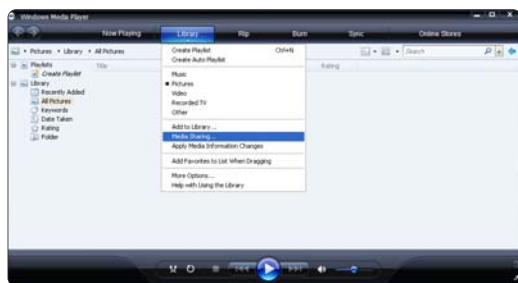 Windows Media Player
Now Playing
Library
Rip
Burn
Sync
Online Stores
Pictures
Library
All Pictures
Search
Playlists
Create Playlist
Library
Recently Added
All Pictures
Keywords
Date Taken
Rating
Folder
Title
Rating
Create Playlist Ctrl+N
Create Auto Playlist
Music
Pictures
Video
Recorded TV
Other
Add to Library...
Media Sharing...
Apply Media Information Changes
Add Favorites to List When Dragging
More Options...
Help with Using the Library